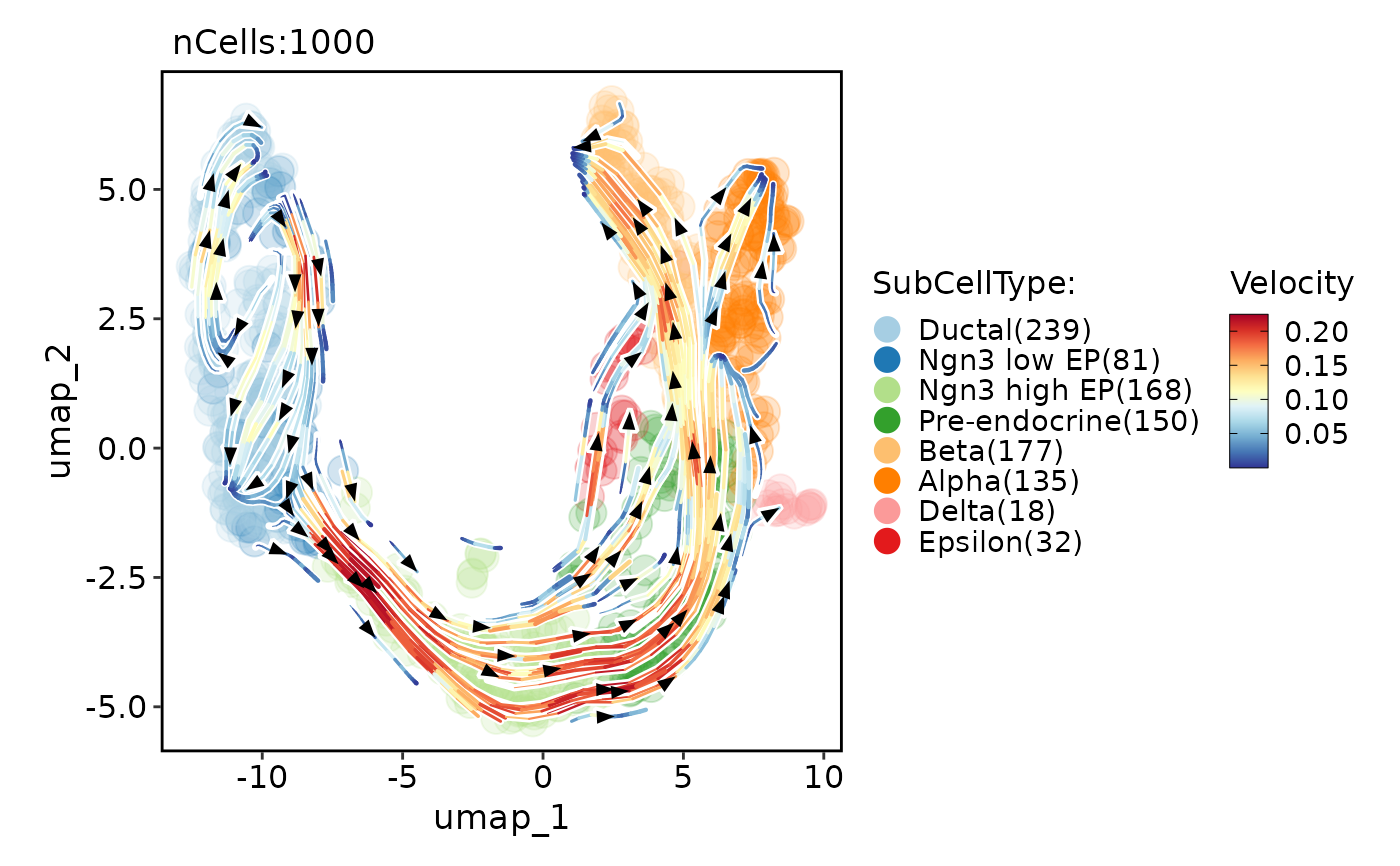 nCells:1000
5.0
2.5
0.0
-2.5
-5.0
umap_2
-10
-5
0
5
10
umap_1
SubCellType:
Ductal(239)
Ngn3 low EP(81)
Ngn3 high EP(168)
Pre-endocrine(150)
Beta(177)
Alpha(135)
Delta(18)
Epsilon(32)
Velocity
0.20
0.15
0.10
0.05